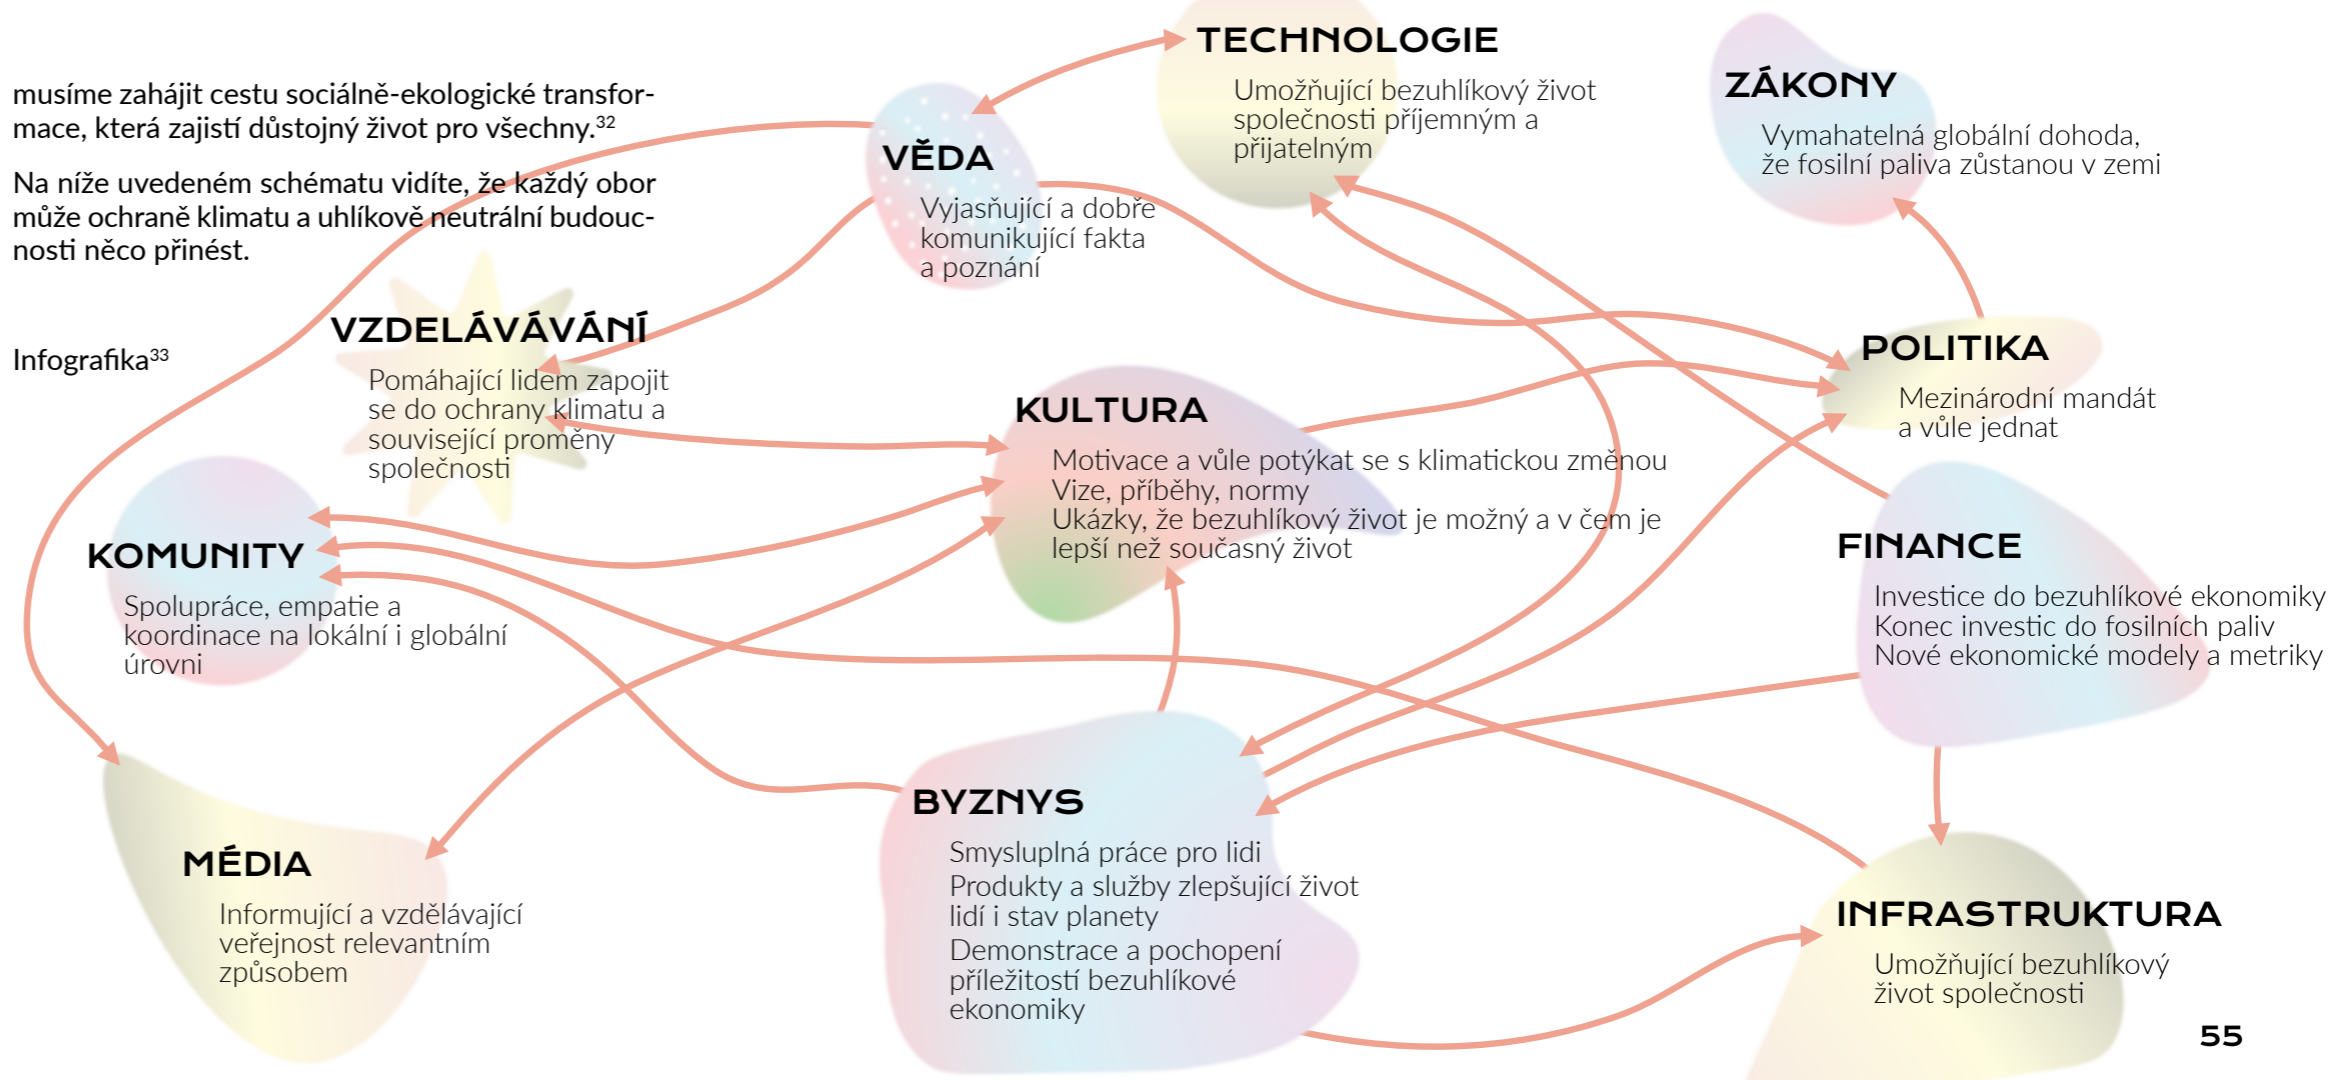 musíme zahájit cestu sociálně-ekologické transfor-
mace, která zajistí důstojný život pro všechny.32
Na níže uvedeném schématu vidíte, že každý obor
může ochraně klimatu a uhlíkově neutrální budouc-
nosti něco přinést.
Infografika33
TECHNOLOGIE
Umožňující bezuhlíkový život
společnosti příjemným a
přijatelným
ZÁKONY
Vymahatelná globální dohoda,
že fosilní paliva zůstanou v zemi
VĚDA
Vyjasňující a dobře
komunikující fakta
a poznání
VZDELÁVÁVÁNÍ
Pomáhající lidem zapojit
se do ochrany klimatu a
související proměny
společnosti
KULTURA
Motivace a vůle potýkat se s klimatickou změnou
Vize, příběhy, normy
Ukázky, že bezuhlíkový život je možný a v čem je
lepší než současný život
POLITIKA
Mezinárodní mandát
a vůle jednat
KOMUNITY
Spolupráce, empatie a
koordinace na lokální i globální
úrovni
FINANCE
Investice do bezuhlíkové ekonomiky
Konec investic do fosilních paliv
Nové ekonomické modely a metriky
MÉDIA
Informující a vzdělávající
veřejnost relevantním
způsobem
BYZNYS
Smysluplná práce pro lidi
Produkty a služby zlepšující život
lidí i stav planety
Demonstrace a pochopení
příležitostí bezuhlíkové
ekonomiky
INFRASTRUKTURA
Umožňující bezuhlíkový
život společnosti
55